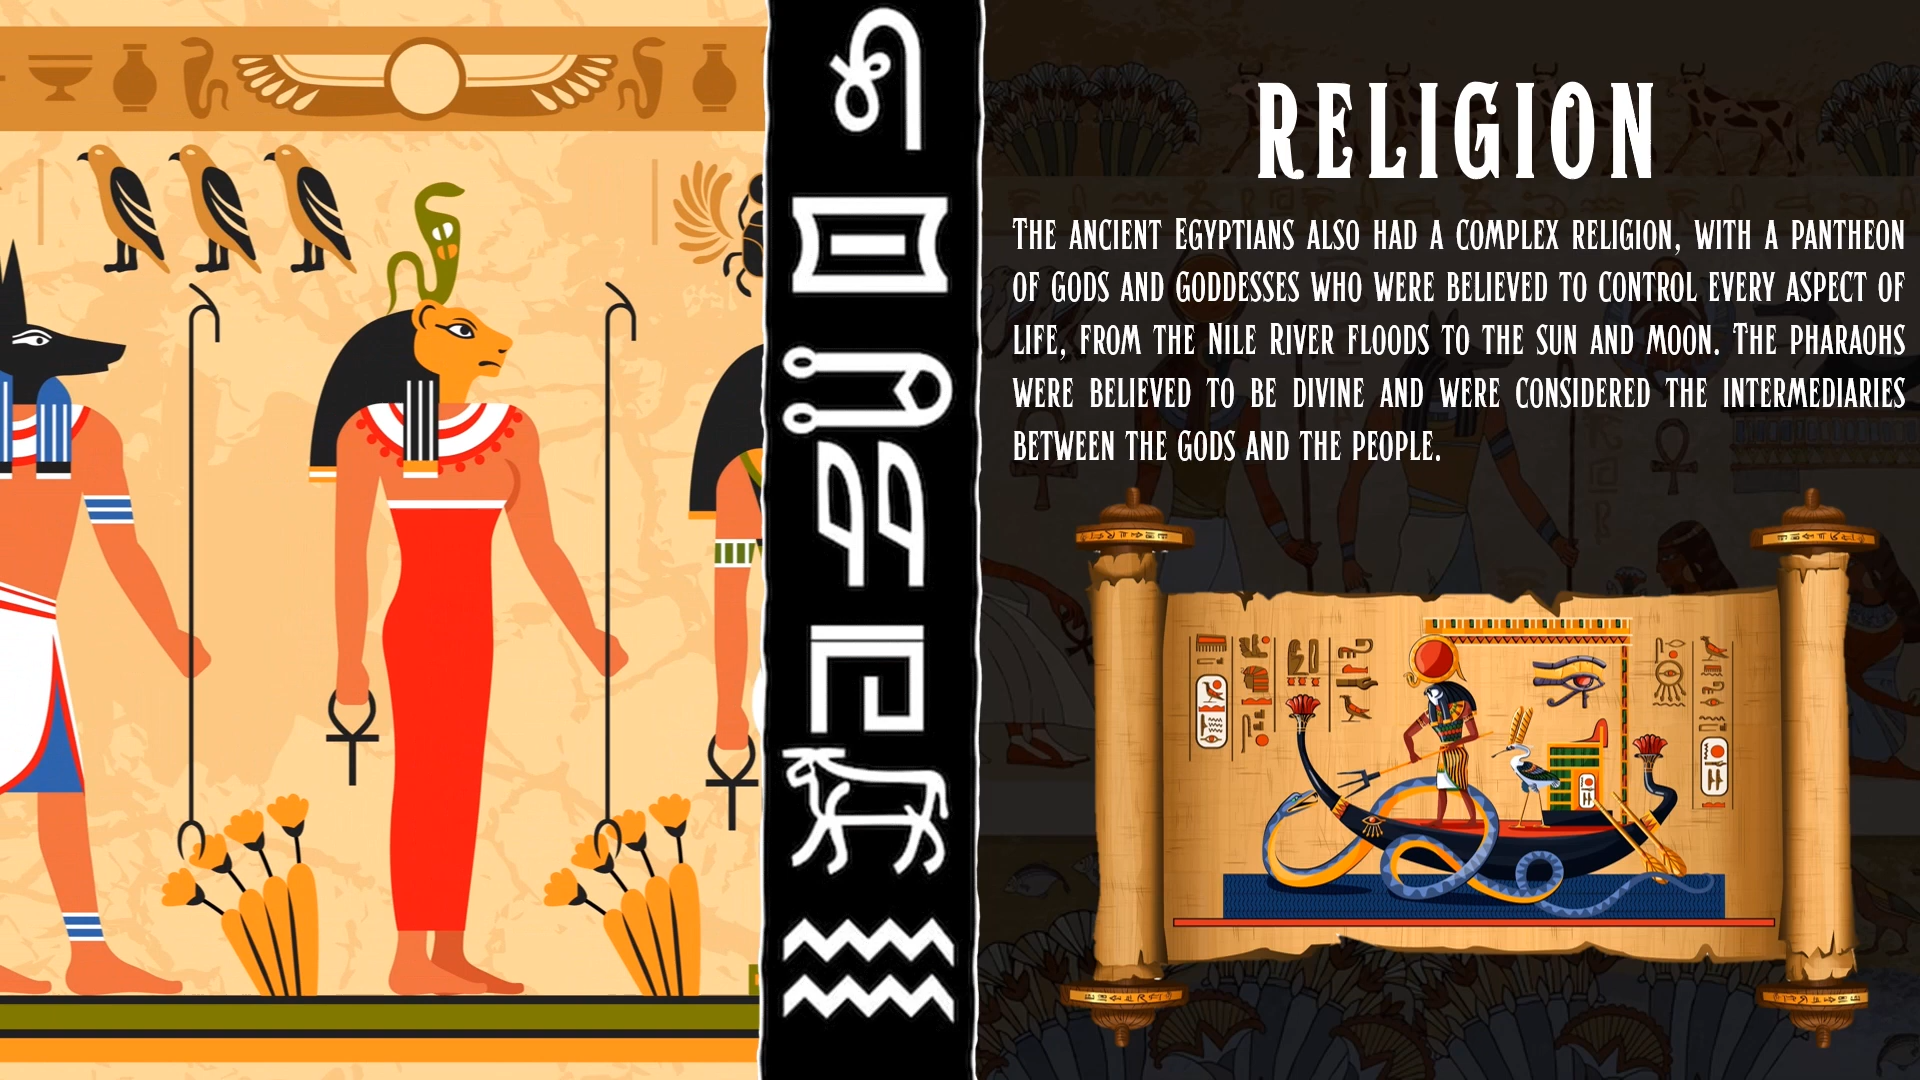 RELIGION
The ancient Egyptians also had a complex religion, with a pantheon
of gods and goddesses who were believed to control every aspect of
life, from the Nile River floods to the sun and moon. The pharaohs
were believed to be divine and were considered the intermediaries
between the gods and the people.